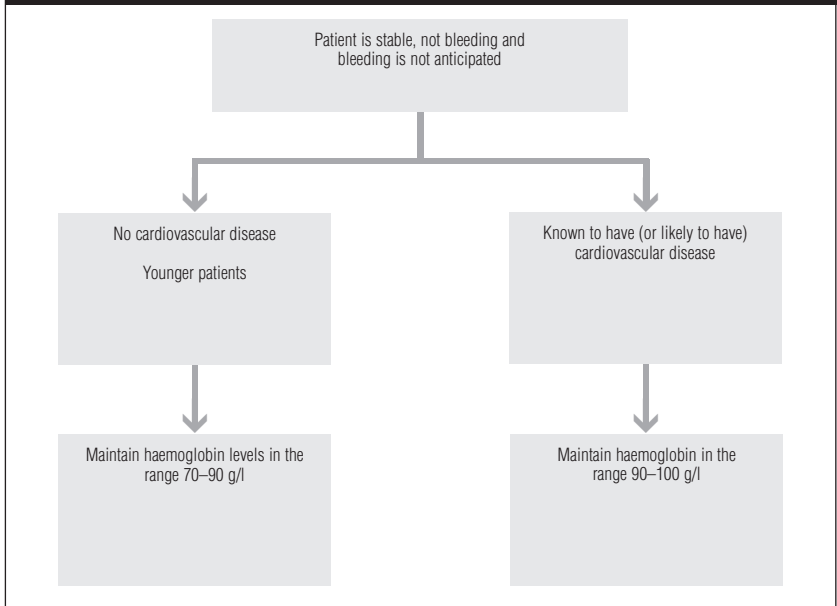 Patient is stable, not bleeding and
bleeding is not anticipated
No cardiovascular disease
Younger patients
Known to have (or likely to have)
cardiovascular disease
Maintain haemoglobin levels in the
range 70–90 g/l
Maintain haemoglobin in the
range 90–100 g/l